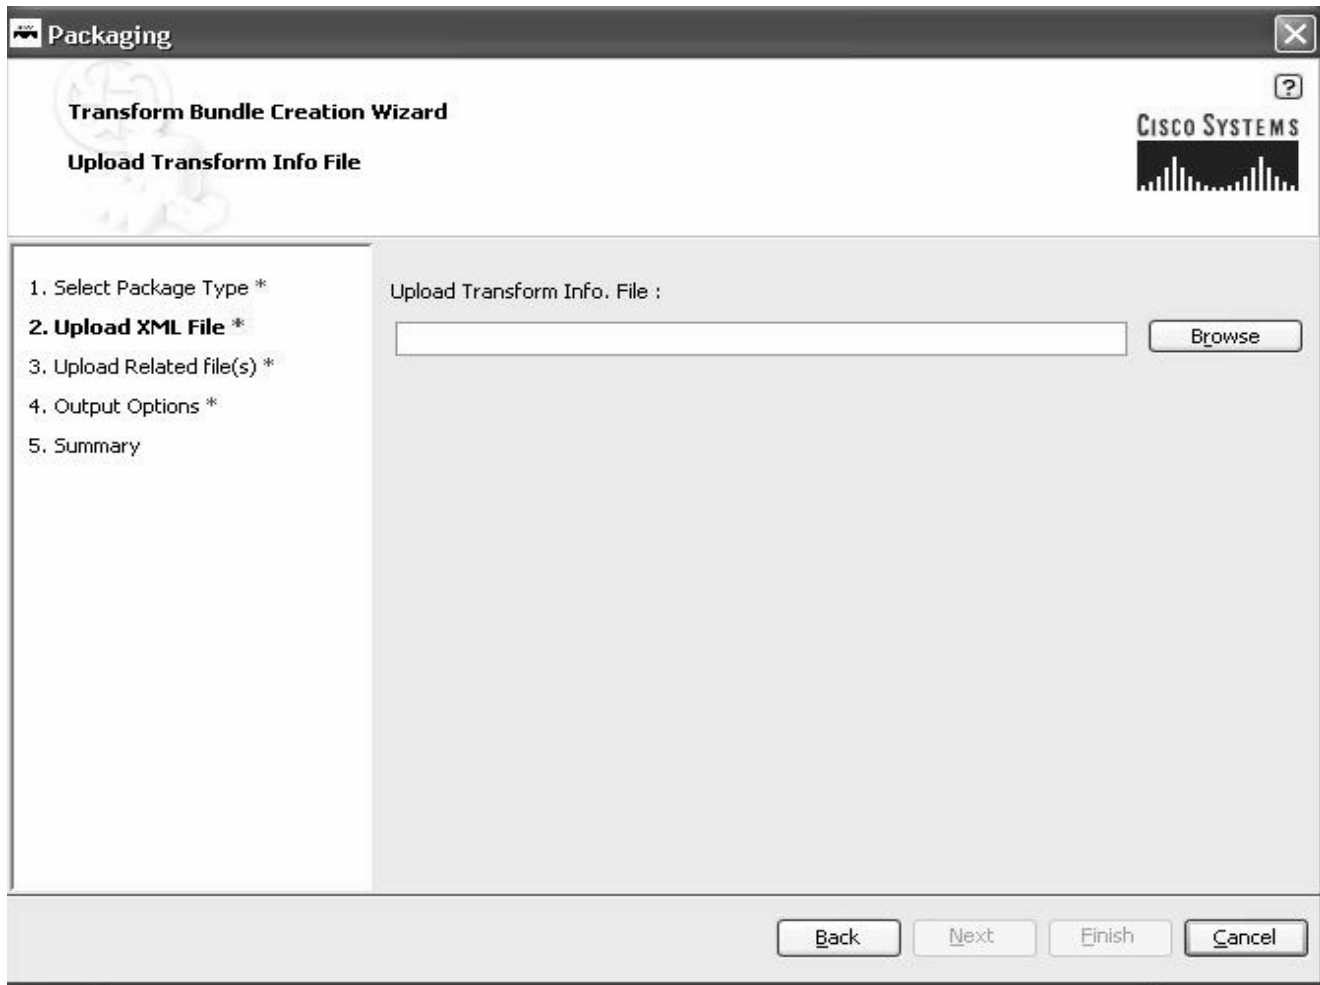 Packaging
Transform Bundle Creation Wizard
Upload Transform Info File
?
CISCO SYSTEMS
1. Select Package Type *
2. Upload XML File *
3. Upload Related file(s) *
4. Output Options *
5. Summary
Upload Transform Info. File :
Browse
Back
Next
Finish
Cancel